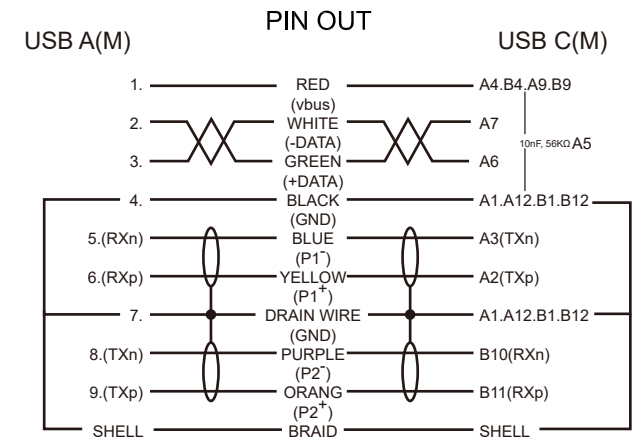 PIN OUT
USB A(M) USB C(M)
1. RED A4.B4.A9.B9
(vbus)
2. WHITE A7
(-DATA) 10nF, 56KΩ A5
3. GREEN A6
(+DATA)
4. BLACK A1.A12.B1.B12
(GND)
5.(RXn) BLUE A3(TXn)
(P1-)
6.(RXp) YELLOW A2(TXp)
(P1+)
7. DRAIN WIRE A1.A12.B1.B12
(GND)
8.(TXn) PURPLE B10(RXn)
(P2-)
9.(TXp) ORANG B11(RXp)
(P2+)
SHELL BRAID SHELL